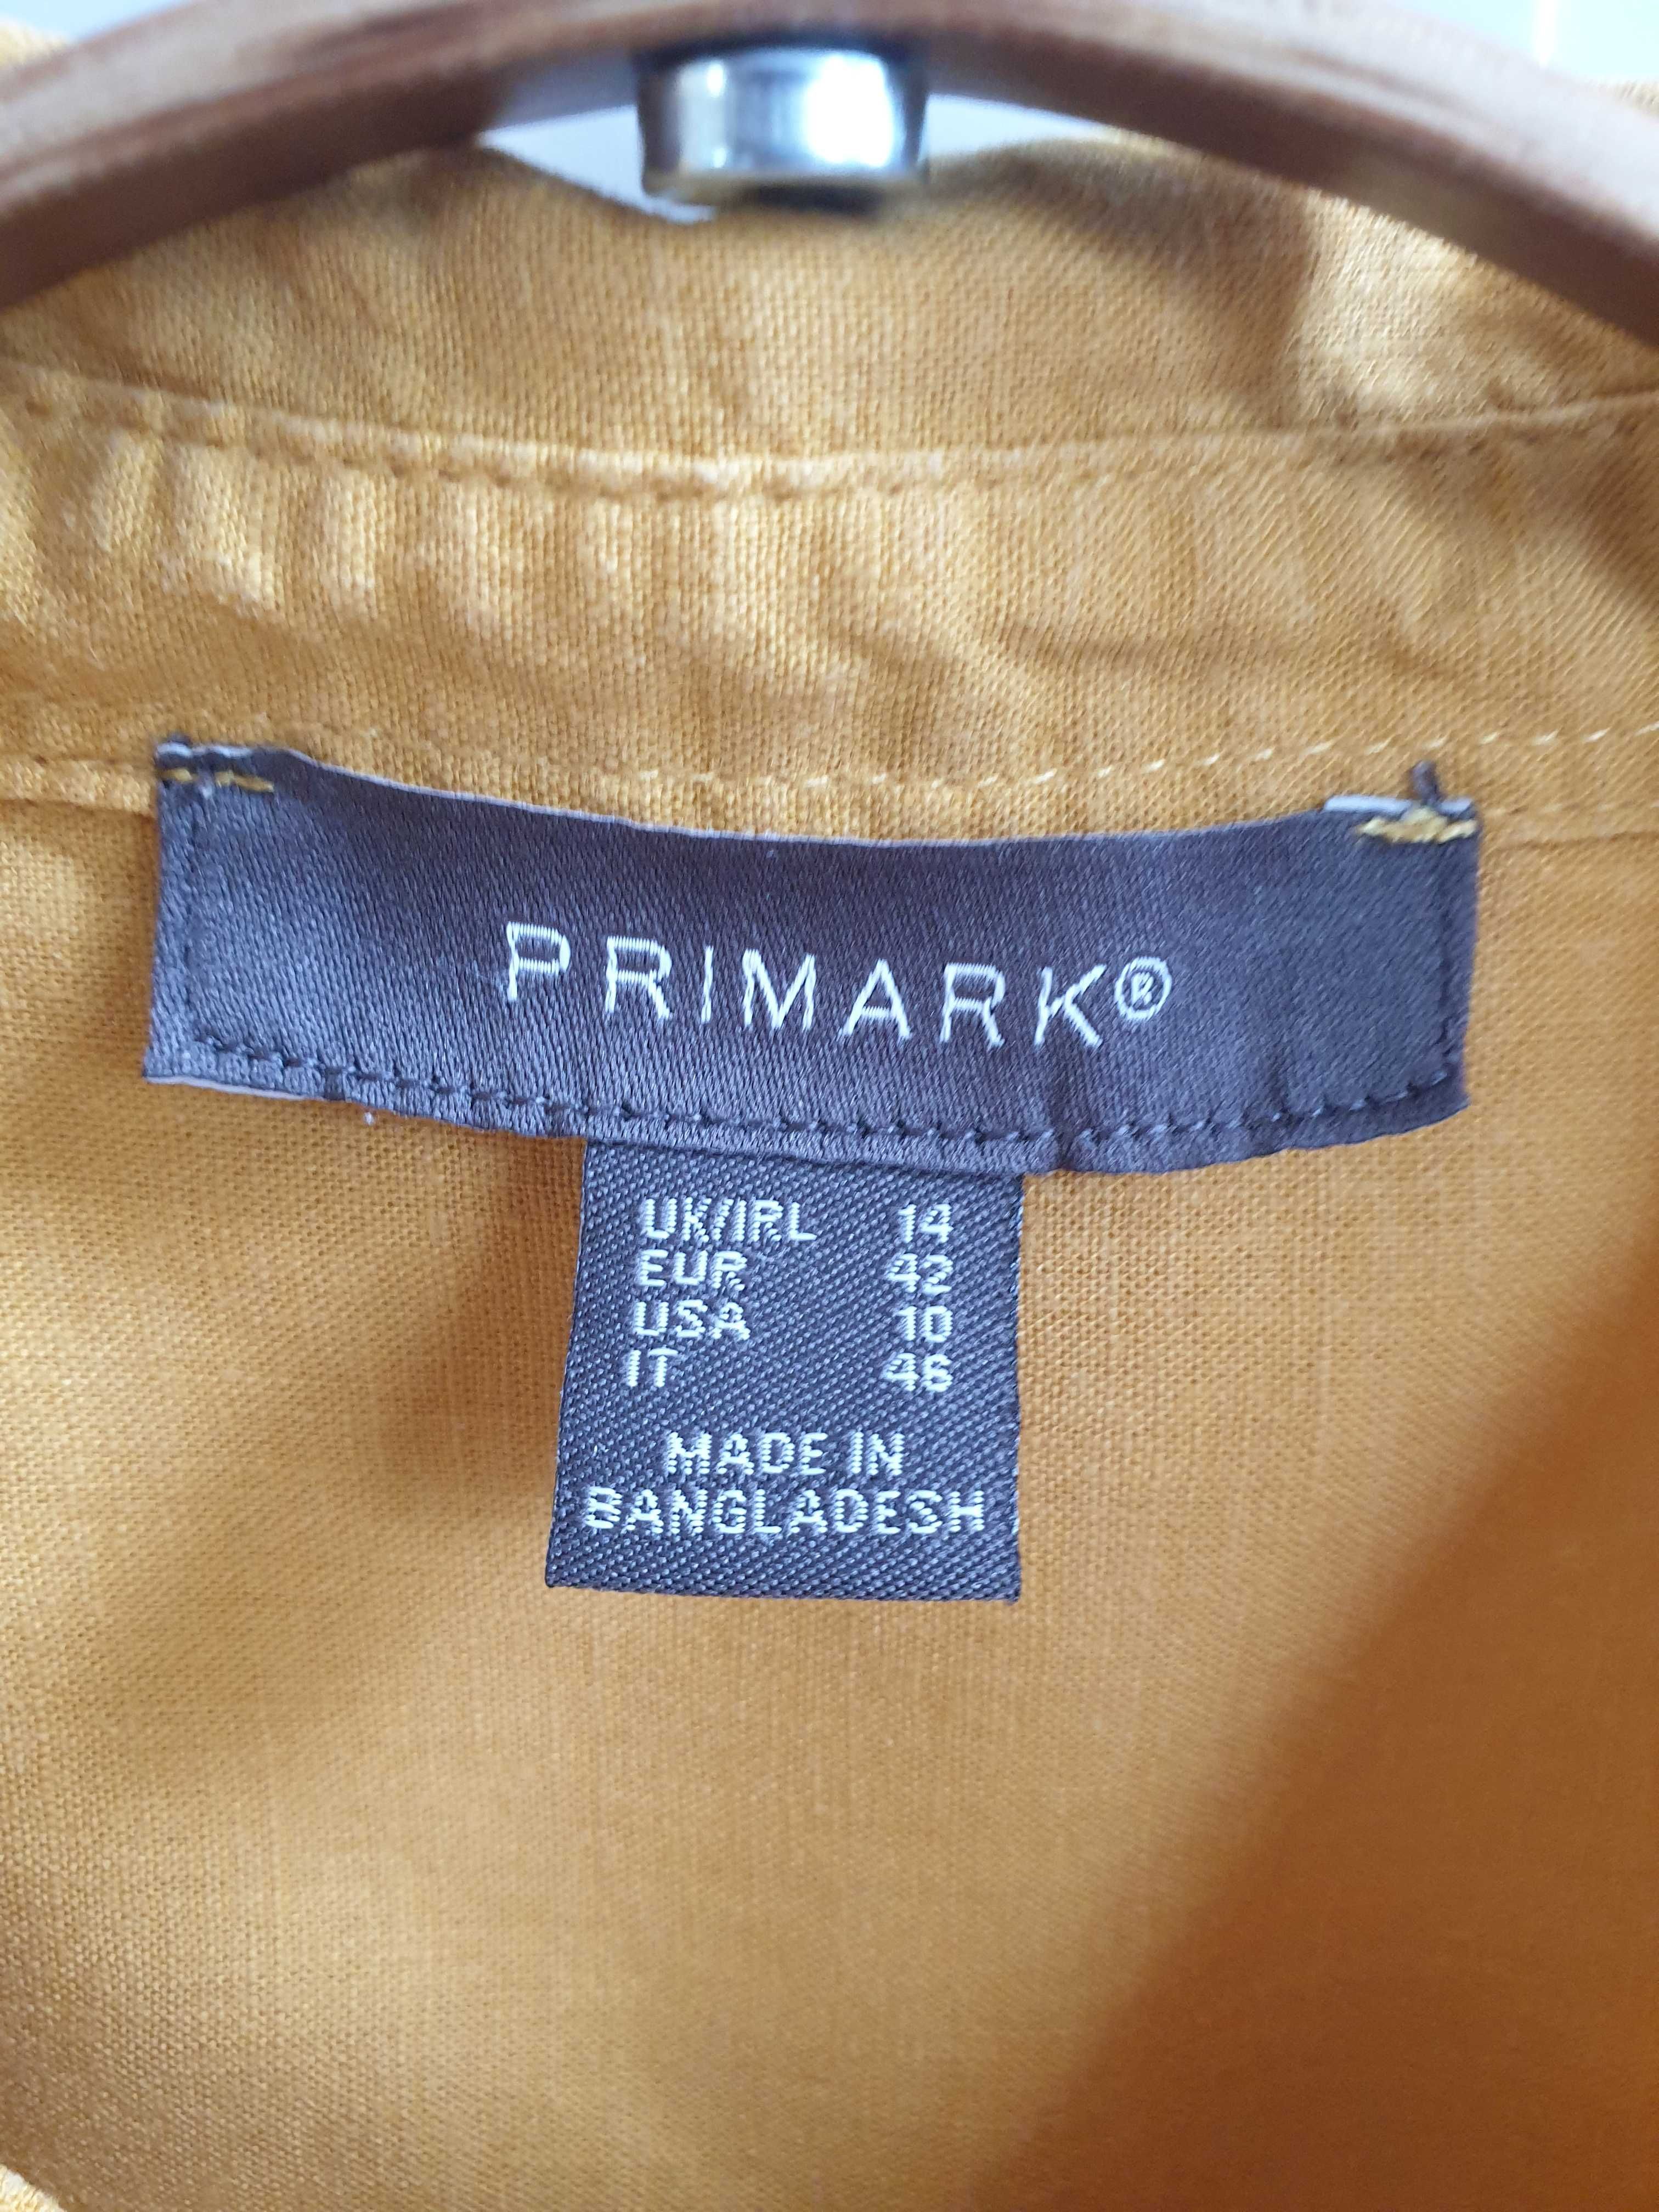 PRIMARK®
UK/IRL 14
EUR 42
USA 10
IT 46
MADE IN
BANGLADESH